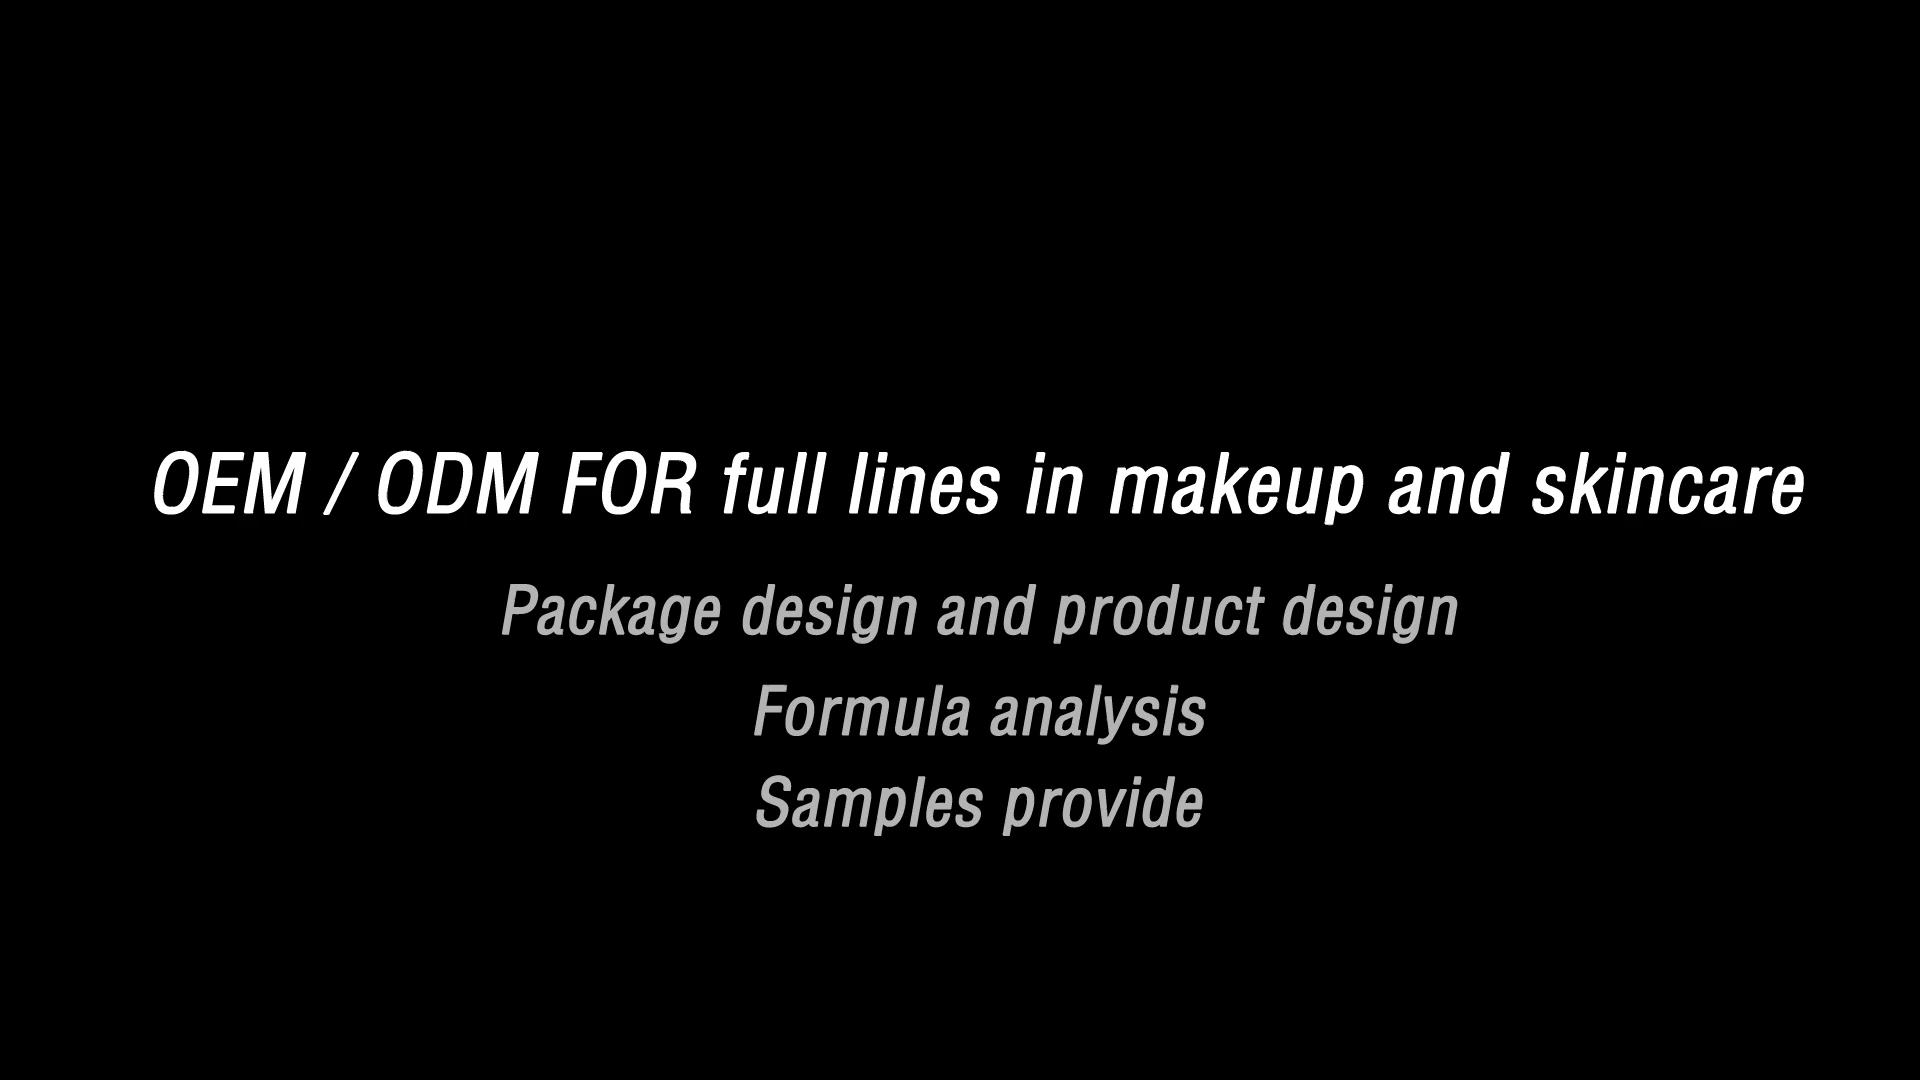 OEM / ODM FOR full lines in makeup and skincare
Package design and product design
Formula analysis
Samples provide